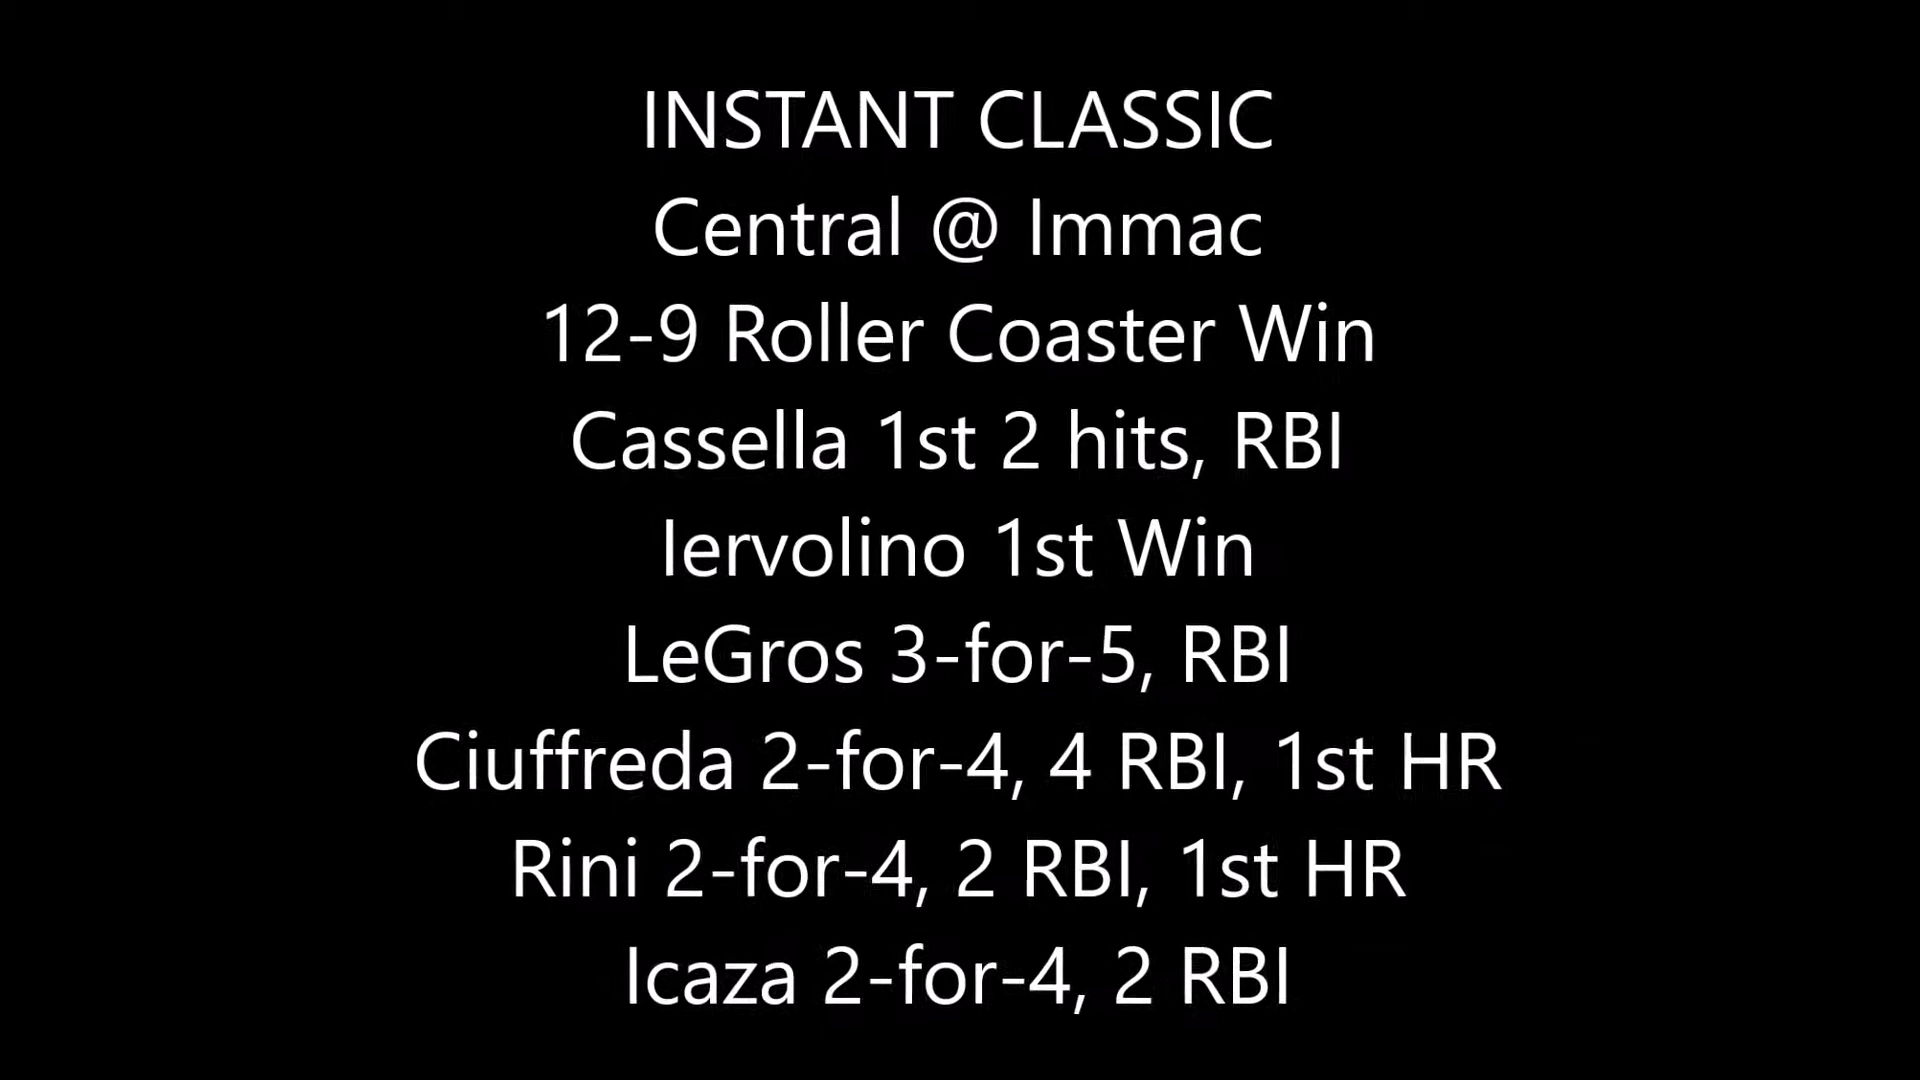 INSTANT CLASSIC
Central @ Immac
12-9 Roller Coaster Win
Cassella 1st 2 hits, RBI
Iervolino 1st Win
LeGros 3-for-5, RBI
Ciuffreda 2-for-4, 4 RBI, 1st HR
Rini 2-for-4, 2 RBI, 1st HR
Icaza 2-for-4, 2 RBI